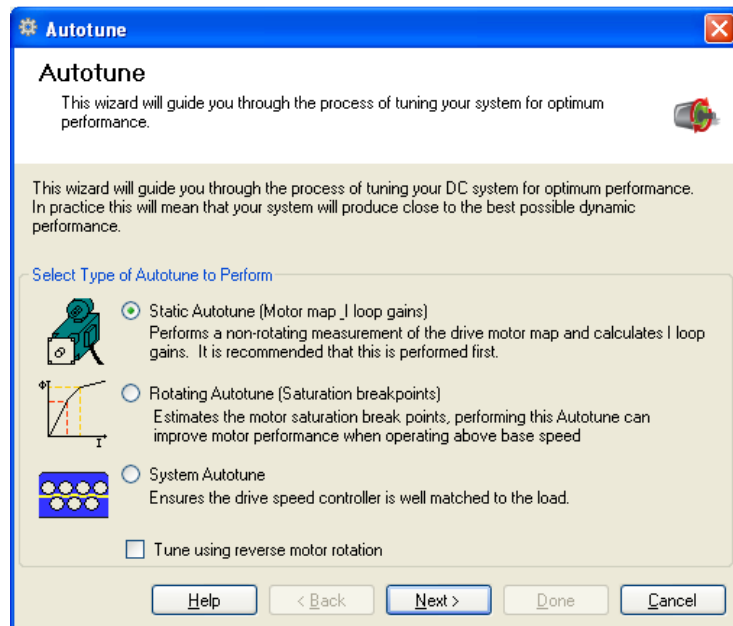 Autotune
Autotune
This wizard will guide you through the process of tuning your system for optimum
performance.
This wizard will guide you through the process of tuning your DC system for optimum performance.
In practice this will mean that your system will produce close to the best possible dynamic
performance.
Select Type of Autotune to Perform
Static Autotune (Motor map _I loop gains)
Performs a non-rotating measurement of the drive motor map and calculates I loop
gains. It is recommended that this is performed first.
Φ
Rotating Autotune (Saturation breakpoints)
Estimates the motor saturation break points, performing this Autotune can
improve motor performance when operating above base speed
I
System Autotune
Ensures the drive speed controller is well matched to the load.
Tune using reverse motor rotation
Help
< Back
Next >
Done
Cancel